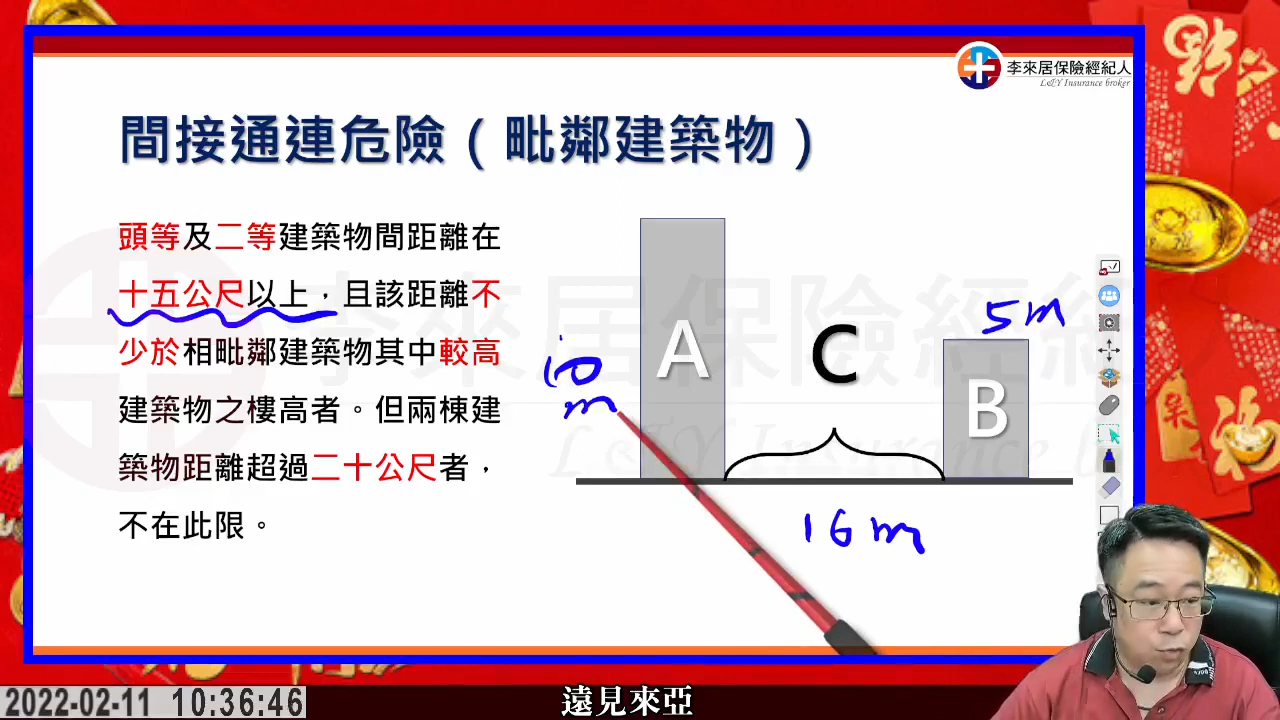 李來居保險經紀人
L&Y Insurance broker
間接通連危險（毗鄰建築物）
頭等及二等建築物間距離在
十五公尺以上，且該距離不
少於相毗鄰建築物其中較高
建築物之樓高者。但兩棟建
築物距離超過二十公尺者，
不在此限。
10
m
A
C
5m
B
16m
2022-02-11 10:36:46
遠見來亞